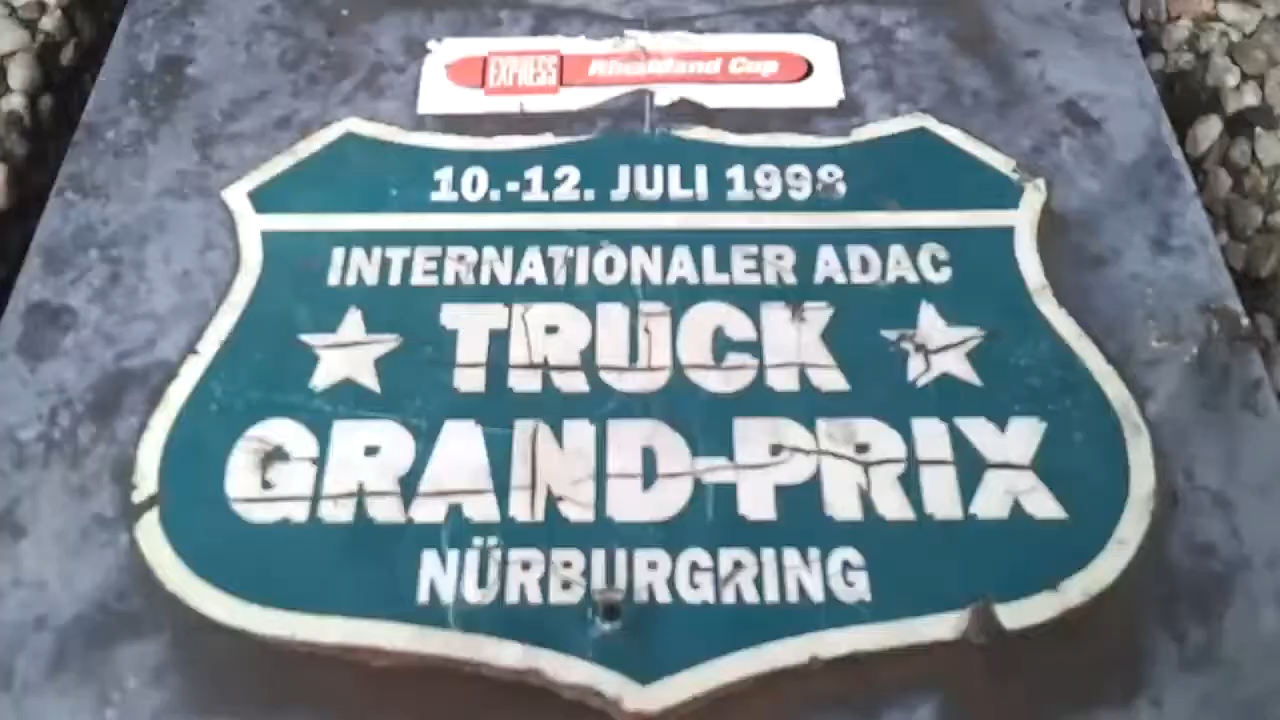 EXPRESS Rheinland Cup
10.-12. JULI 1998
INTERNATIONALER ADAC
TRUCK
GRAND-PRIX
NÜRBURGRING